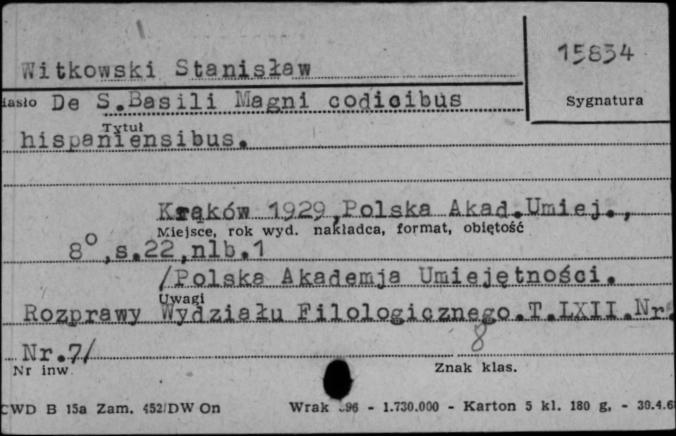 15834
Witkowski Stanisław
Hasło De S.Basili Magni codicibus
Sygnatura
Tytuł
hispaniensibus.
Kraków 1929,Polska Akad.Umiej.,
Miejsce, rok wyd. nakładca, format, objętość
8°,s.22,nlb.1
/Polska Akademja Umiejętności.
Uwagi
Rozprawy Wydziału Filologicznego.T.LXII.Nr.
Nr.7/
8
Nr inw.
Znak klas.
CWD B 15a Zam. 452/DW On Wrak 96 - 1.730.000 - Karton 5 kl. 180 g. - 30.4.6